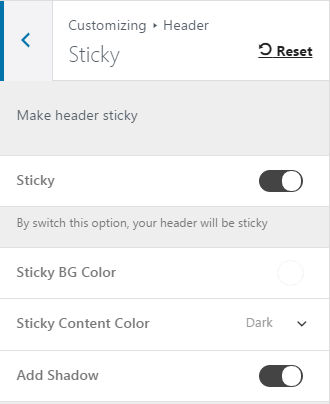 Customizing ▸ Header
Sticky
Reset
Make header sticky
Sticky
By switch this option, your header will be sticky
Sticky BG Color
Sticky Content Color Dark
Add Shadow